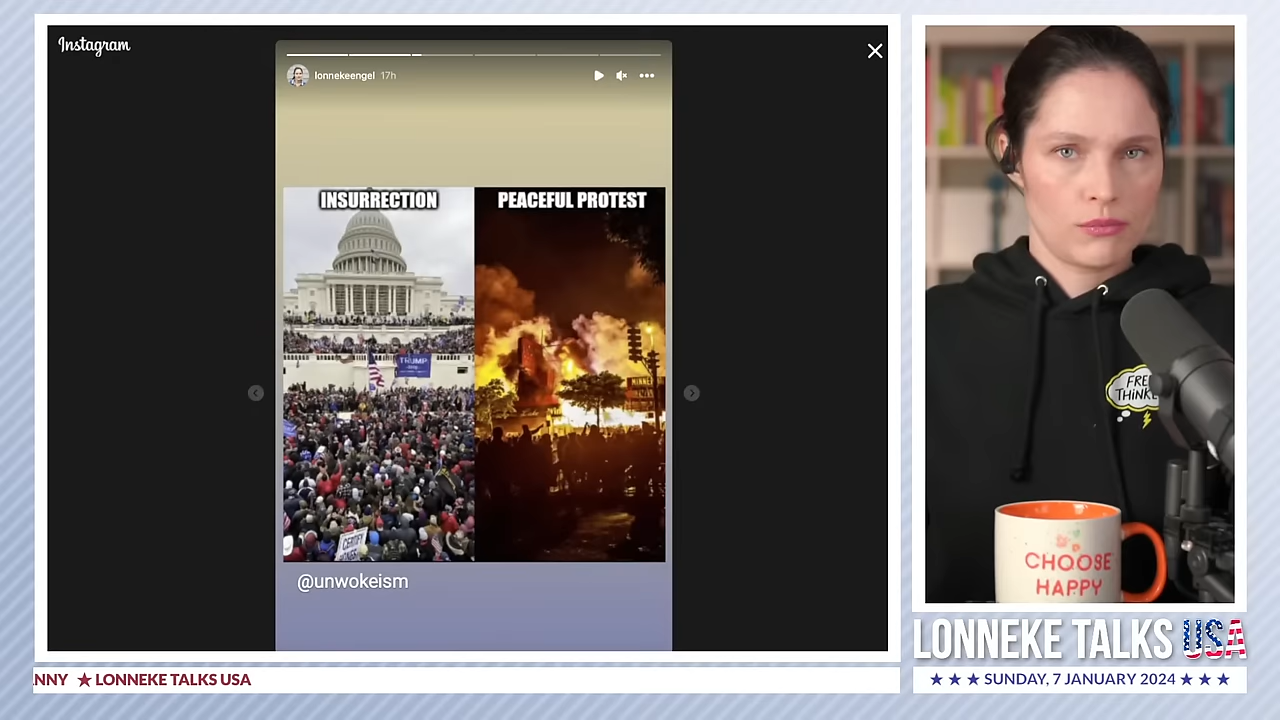 Instagram
lonnekeengel 17h
INSURRECTION
PEACEFUL PROTEST
TRUMP
CERTIFY
@unwokeism
CHOOSE
HAPPY
LONNEKE TALKS USA
NNY ★ LONNEKE TALKS USA
★ ★ ★ SUNDAY, 7 JANUARY 2024 ★ ★ ★